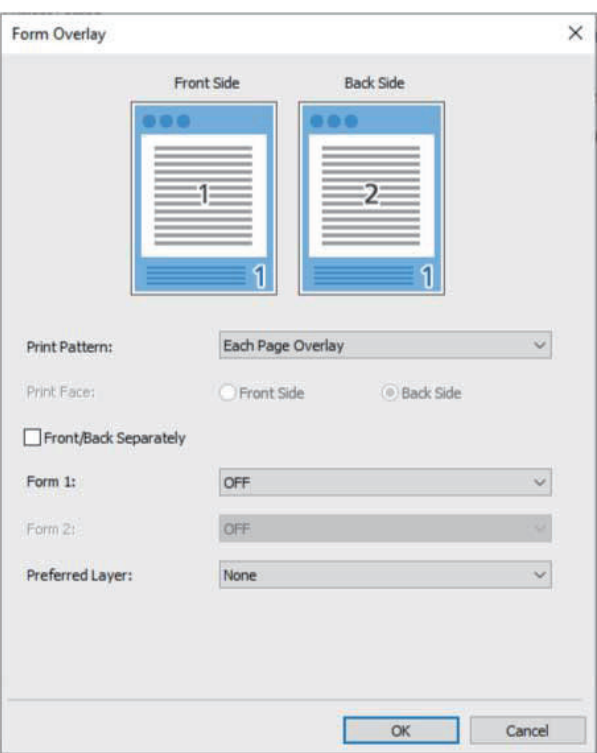 Form Overlay
Front Side Back Side
1 2
1 1
Print Pattern: Each Page Overlay
Print Face: Front Side Back Side
Front/Back Separately
Form 1: OFF
Form 2: OFF
Preferred Layer: None
OK Cancel